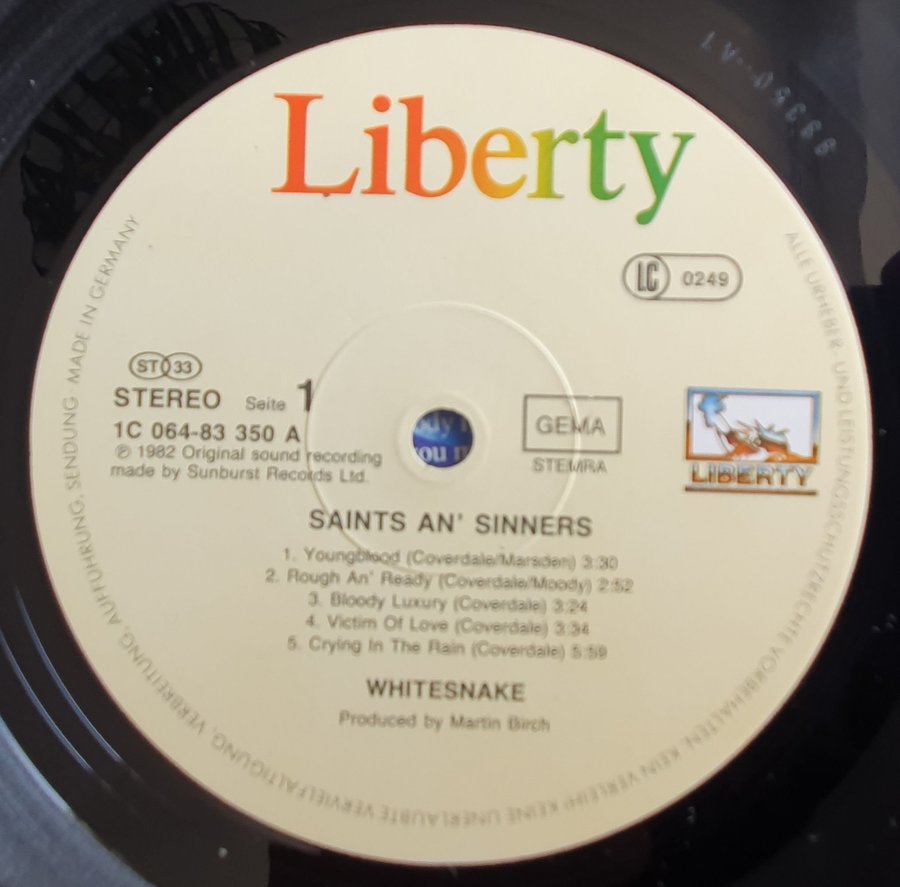 Liberty
LC 0249
ST 33
STEREO Seite 1
1C 064-83 350 A
℗ 1982 Original sound recording
made by Sunburst Records Ltd.
GEMA
STEMRA
LIBERTY
SAINTS AN' SINNERS
1. Youngblood (Coverdale/Marsden) 3:30
2. Rough An' Ready (Coverdale/Moody) 2:52
3. Bloody Luxury (Coverdale) 3:24
4. Victim Of Love (Coverdale) 3:34
5. Crying In The Rain (Coverdale) 5:59
WHITESNAKE
Produced by Martin Birch
ALLE URHEBER- UND LEISTUNGSSCHUTZRECHTE VORBEHALTEN. KEIN VERLEIH! KEINE UNERLAUBTE VERVIELFÄLTIGUNG, VERBREITUNG, AUFFÜHRUNG, SENDUNG · MADE IN GERMANY